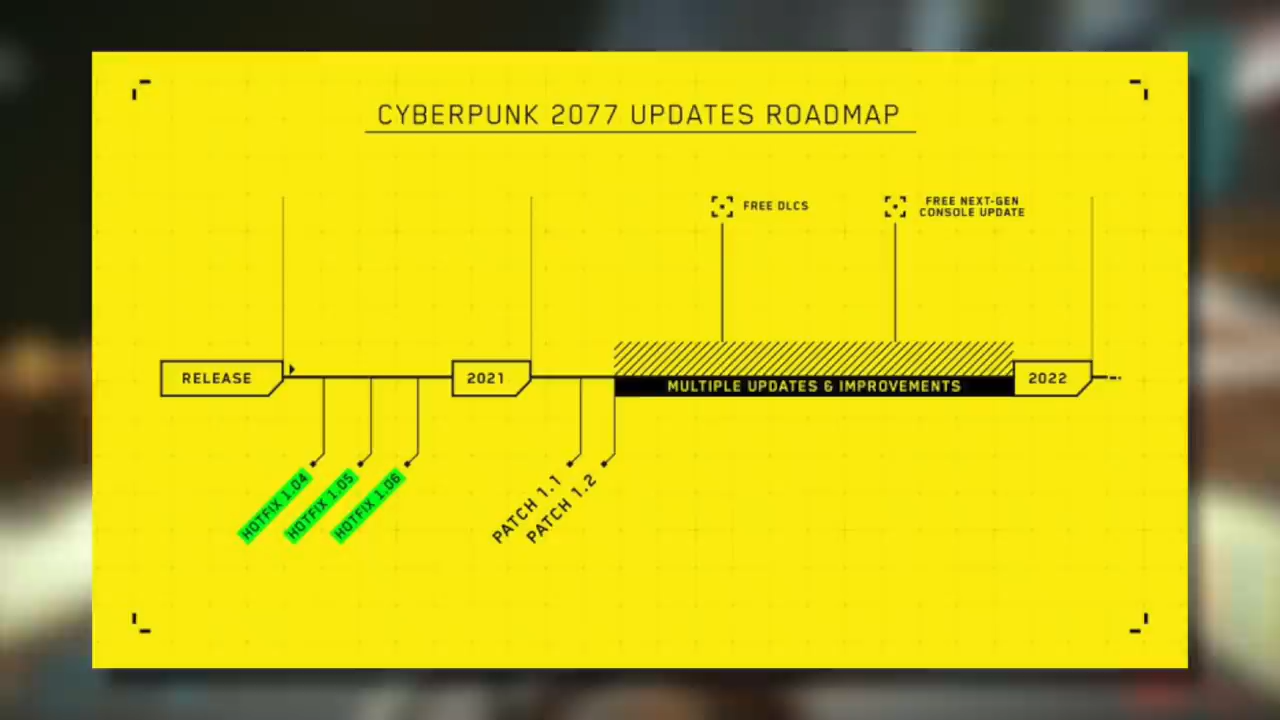 CYBERPUNK 2077 UPDATES ROADMAP
FREE DLCS
FREE NEXT-GEN
CONSOLE UPDATE
RELEASE
2021
MULTIPLE UPDATES & IMPROVEMENTS
2022
HOTFIX 1.04
HOTFIX 1.05
HOTFIX 1.06
PATCH 1.1
PATCH 1.2